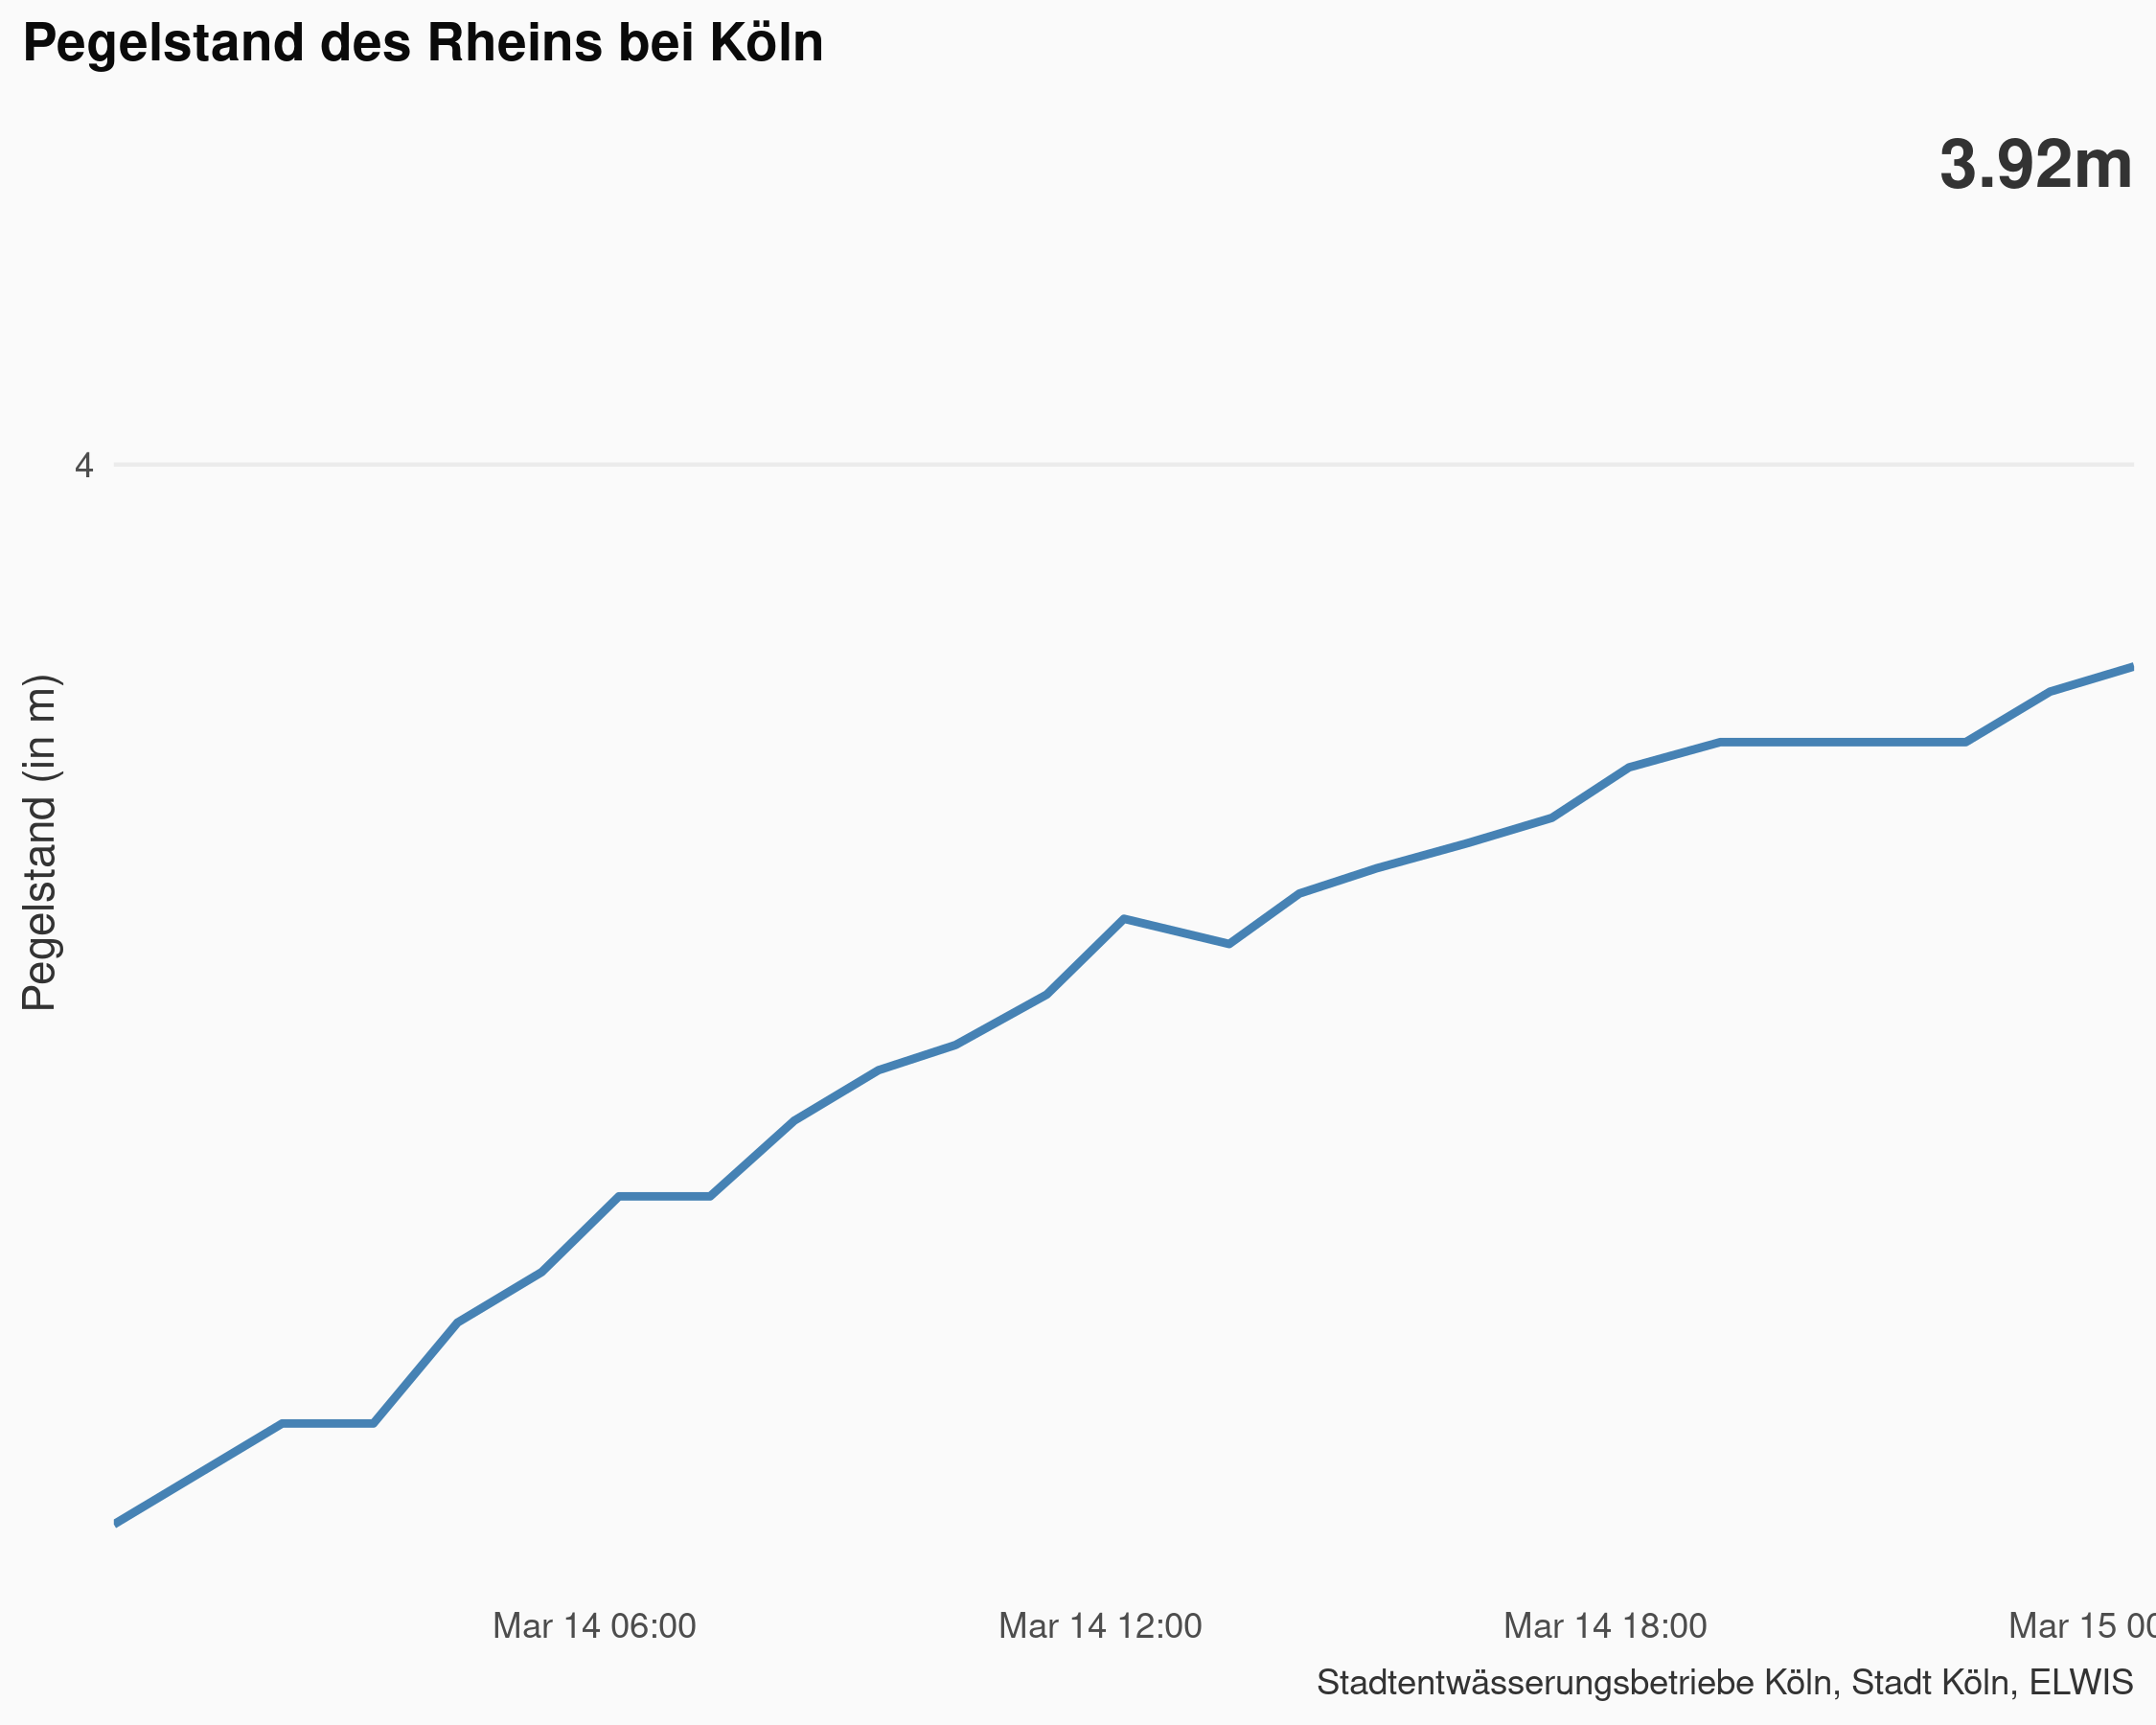 Pegelstand des Rheins bei Köln
3.92m
4
Pegelstand (in m)
Mar 14 06:00
Mar 14 12:00
Mar 14 18:00
Mar 15 00
Stadtentwässerungsbetriebe Köln, Stadt Köln, ELWIS